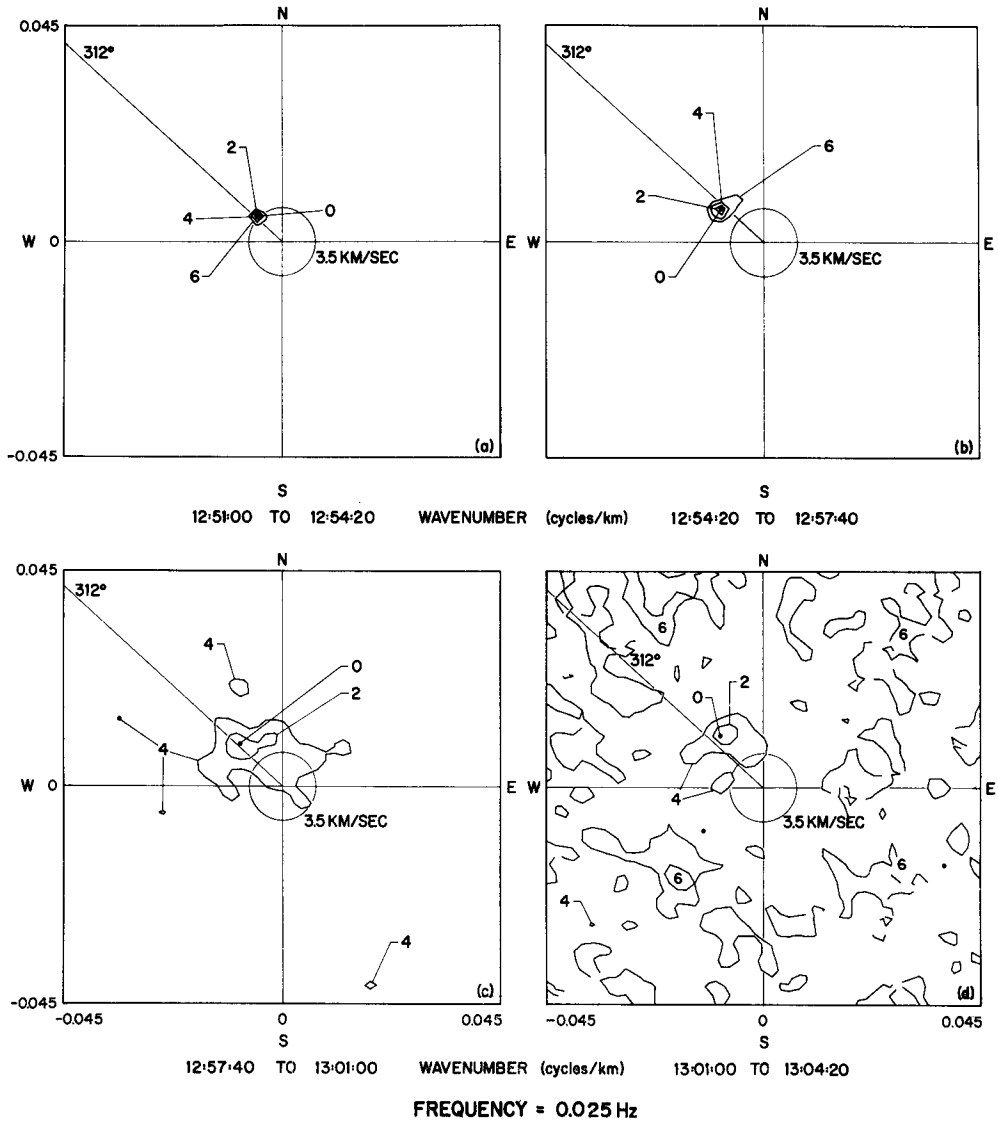 N
N
0.045
312°
312°
4
2
6
0
4
2
W 0
E W
E
3.5 KM/SEC
3.5 KM/SEC
6
0
-0.045
(a)
(b)
S
S
12:51:00 TO 12:54:20 WAVENUMBER (cycles/km) 12:54:20 TO 12:57:40
N
N
0.045
312°
4
6
6
312°
0
2
2
0
4
W 0
E W
E
4
3.5 KM/SEC
3.5 KM/SEC
6
6
4
4
-0.045
(c)
(d)
-0.045 0 0.045
-0.045 0 0.045
S
S
12:57:40 TO 13:01:00 WAVENUMBER (cycles/km) 13:01:00 TO 13:04:20
FREQUENCY = 0.025 Hz